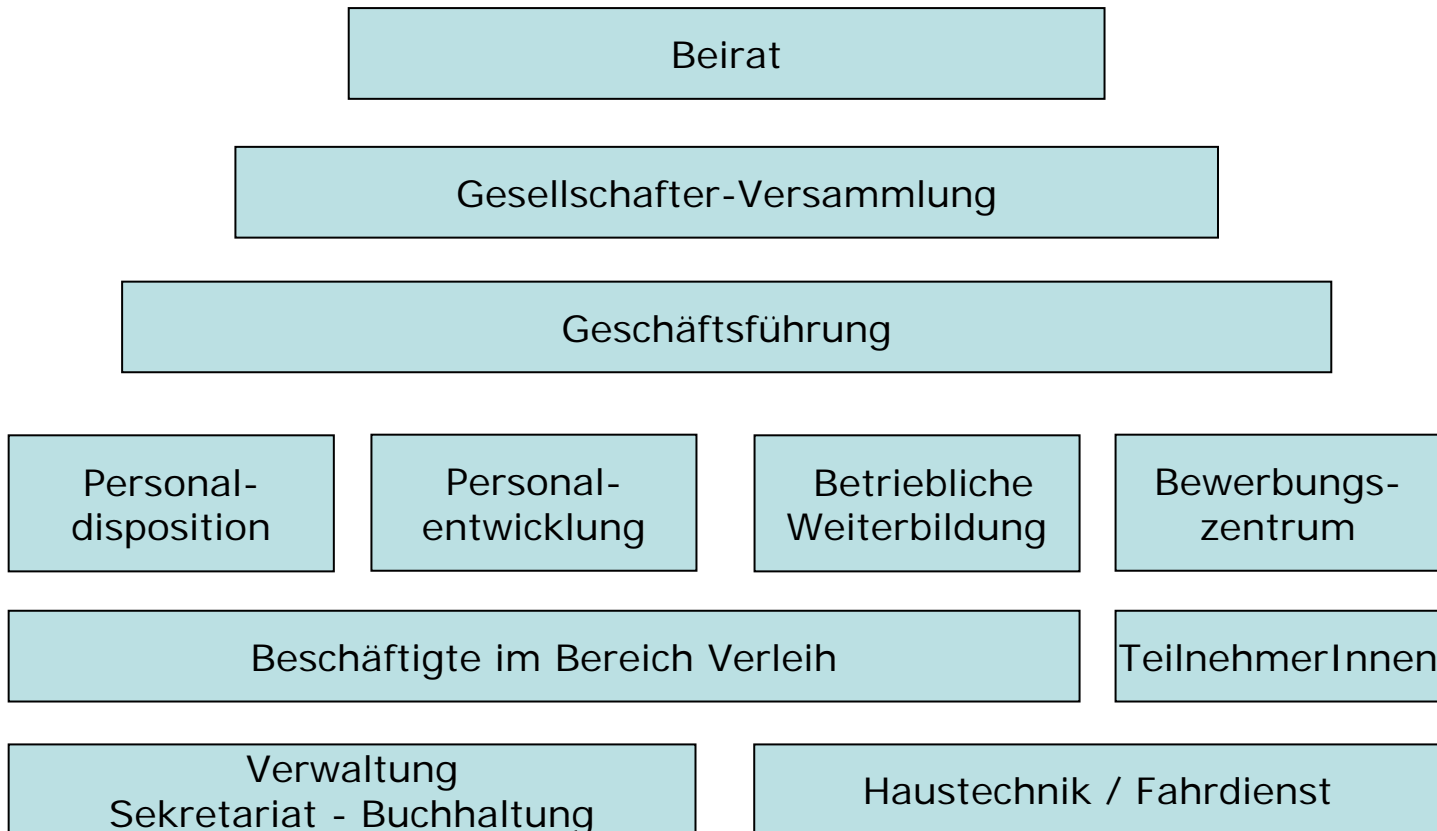 Beirat
Gesellschafter-Versammlung
Geschäftsführung
Personal-
disposition
Personal-
entwicklung
Betriebliche
Weiterbildung
Bewerbungs-
zentrum
Beschäftigte im Bereich Verleih
TeilnehmerInnen
Verwaltung
Sekretariat - Buchhaltung
Haustechnik / Fahrdienst